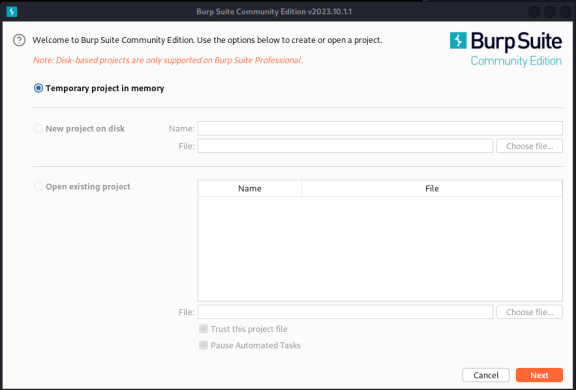 Burp Suite Community Edition v2023.10.1.1
Welcome to Burp Suite Community Edition. Use the options below to create or open a project.
Note: Disk-based projects are only supported on Burp Suite Professional.
Burp Suite
Community Edition
Temporary project in memory
New project on disk
Name:
File:
Choose file...
Open existing project
Name File
File:
Choose file...
Trust this project file
Pause Automated Tasks
Cancel
Next